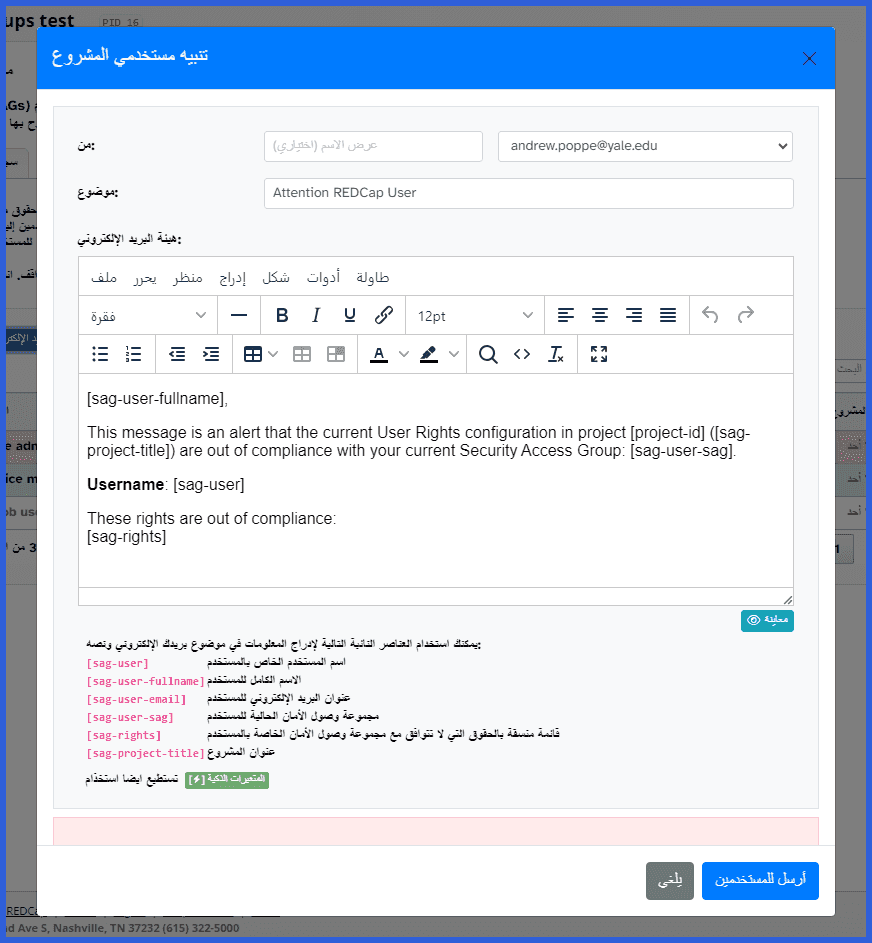 ups test PID 16
تنبيه مستخدمي المشروع
من:
عرض الاسم (اختياري)
andrew.poppe@yale.edu
موضوع:
Attention REDCap User
هيئة البريد الإلكتروني:
ملف يحرر منظر إدراج شكل أدوات طاولة
فقرة
B I U
12pt
[sag-user-fullname],
This message is an alert that the current User Rights configuration in project [project-id] ([sag-
project-title]) are out of compliance with your current Security Access Group: [sag-user-sag].
Username: [sag-user]
These rights are out of compliance:
[sag-rights]
معاينة
يمكنك استخدام العناصر النائبة التالية لإدراج المعلومات في موضوع بريدك الإلكتروني ونصه:
[sag-user] اسم المستخدم الخاص بالمستخدم
[sag-user-fullname] الاسم الكامل للمستخدم
[sag-user-email] عنوان البريد الإلكتروني للمستخدم
[sag-user-sag] مجموعة وصول الأمان الحالية للمستخدم
[sag-rights] قائمة منسقة بالحقوق التي لا تتوافق مع مجموعة وصول الأمان الخاصة بالمستخدم
[sag-project-title] عنوان المشروع
تستطيع ايضا استخدام [⚡] المتغيرات الذكية
يلغي
أرسل للمستخدمين
Ave S, Nashville, TN 37232 (615) 322-5000